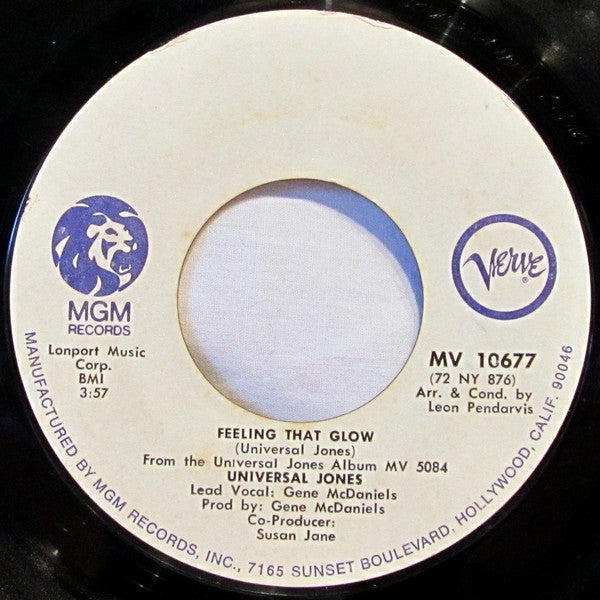 MGM
RECORDS
Verve
®
Lonport Music
Corp.
BMI
3:57
MV 10677
(72 NY 876)
Arr. & Cond. by
Leon Pendarvis
FEELING THAT GLOW
(Universal Jones)
From the Universal Jones Album MV 5084
UNIVERSAL JONES
Lead Vocal: Gene McDaniels
Prod by: Gene McDaniels
Co-Producer:
Susan Jane
MANUFACTURED BY MGM RECORDS, INC., 7165 SUNSET BOULEVARD, HOLLYWOOD, CALIF. 90046